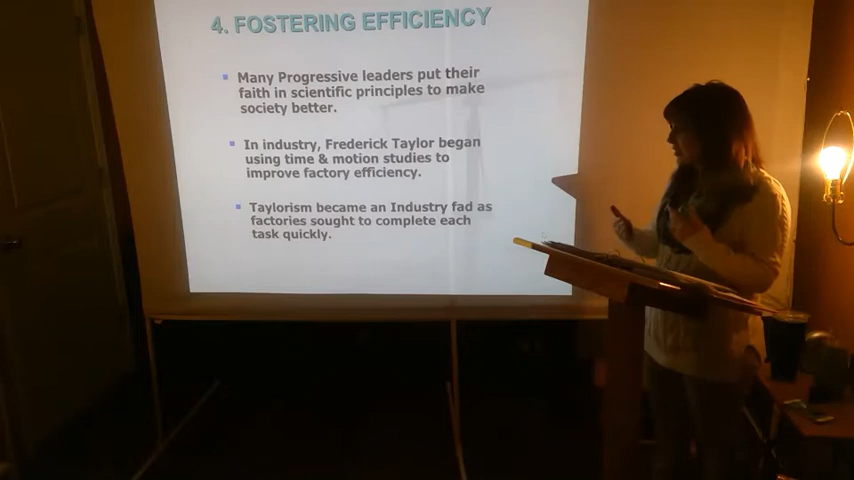 4. FOSTERING EFFICIENCY
Many Progressive leaders put their
faith in scientific principles to make
society better.
In industry, Frederick Taylor began
using time & motion studies to
improve factory efficiency.
Taylorism became an Industry fad as
factories sought to complete each
task quickly.